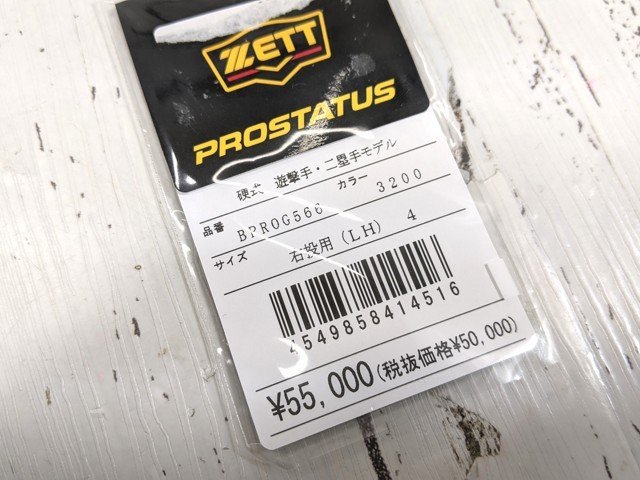 ZETT
PROSTATUS
硬式 遊撃手・二塁手モデル
品番 BPROG566 カラー 3200
サイズ 右投用(LH) 4
4549858414516
¥55,000(税抜価格¥50,000)